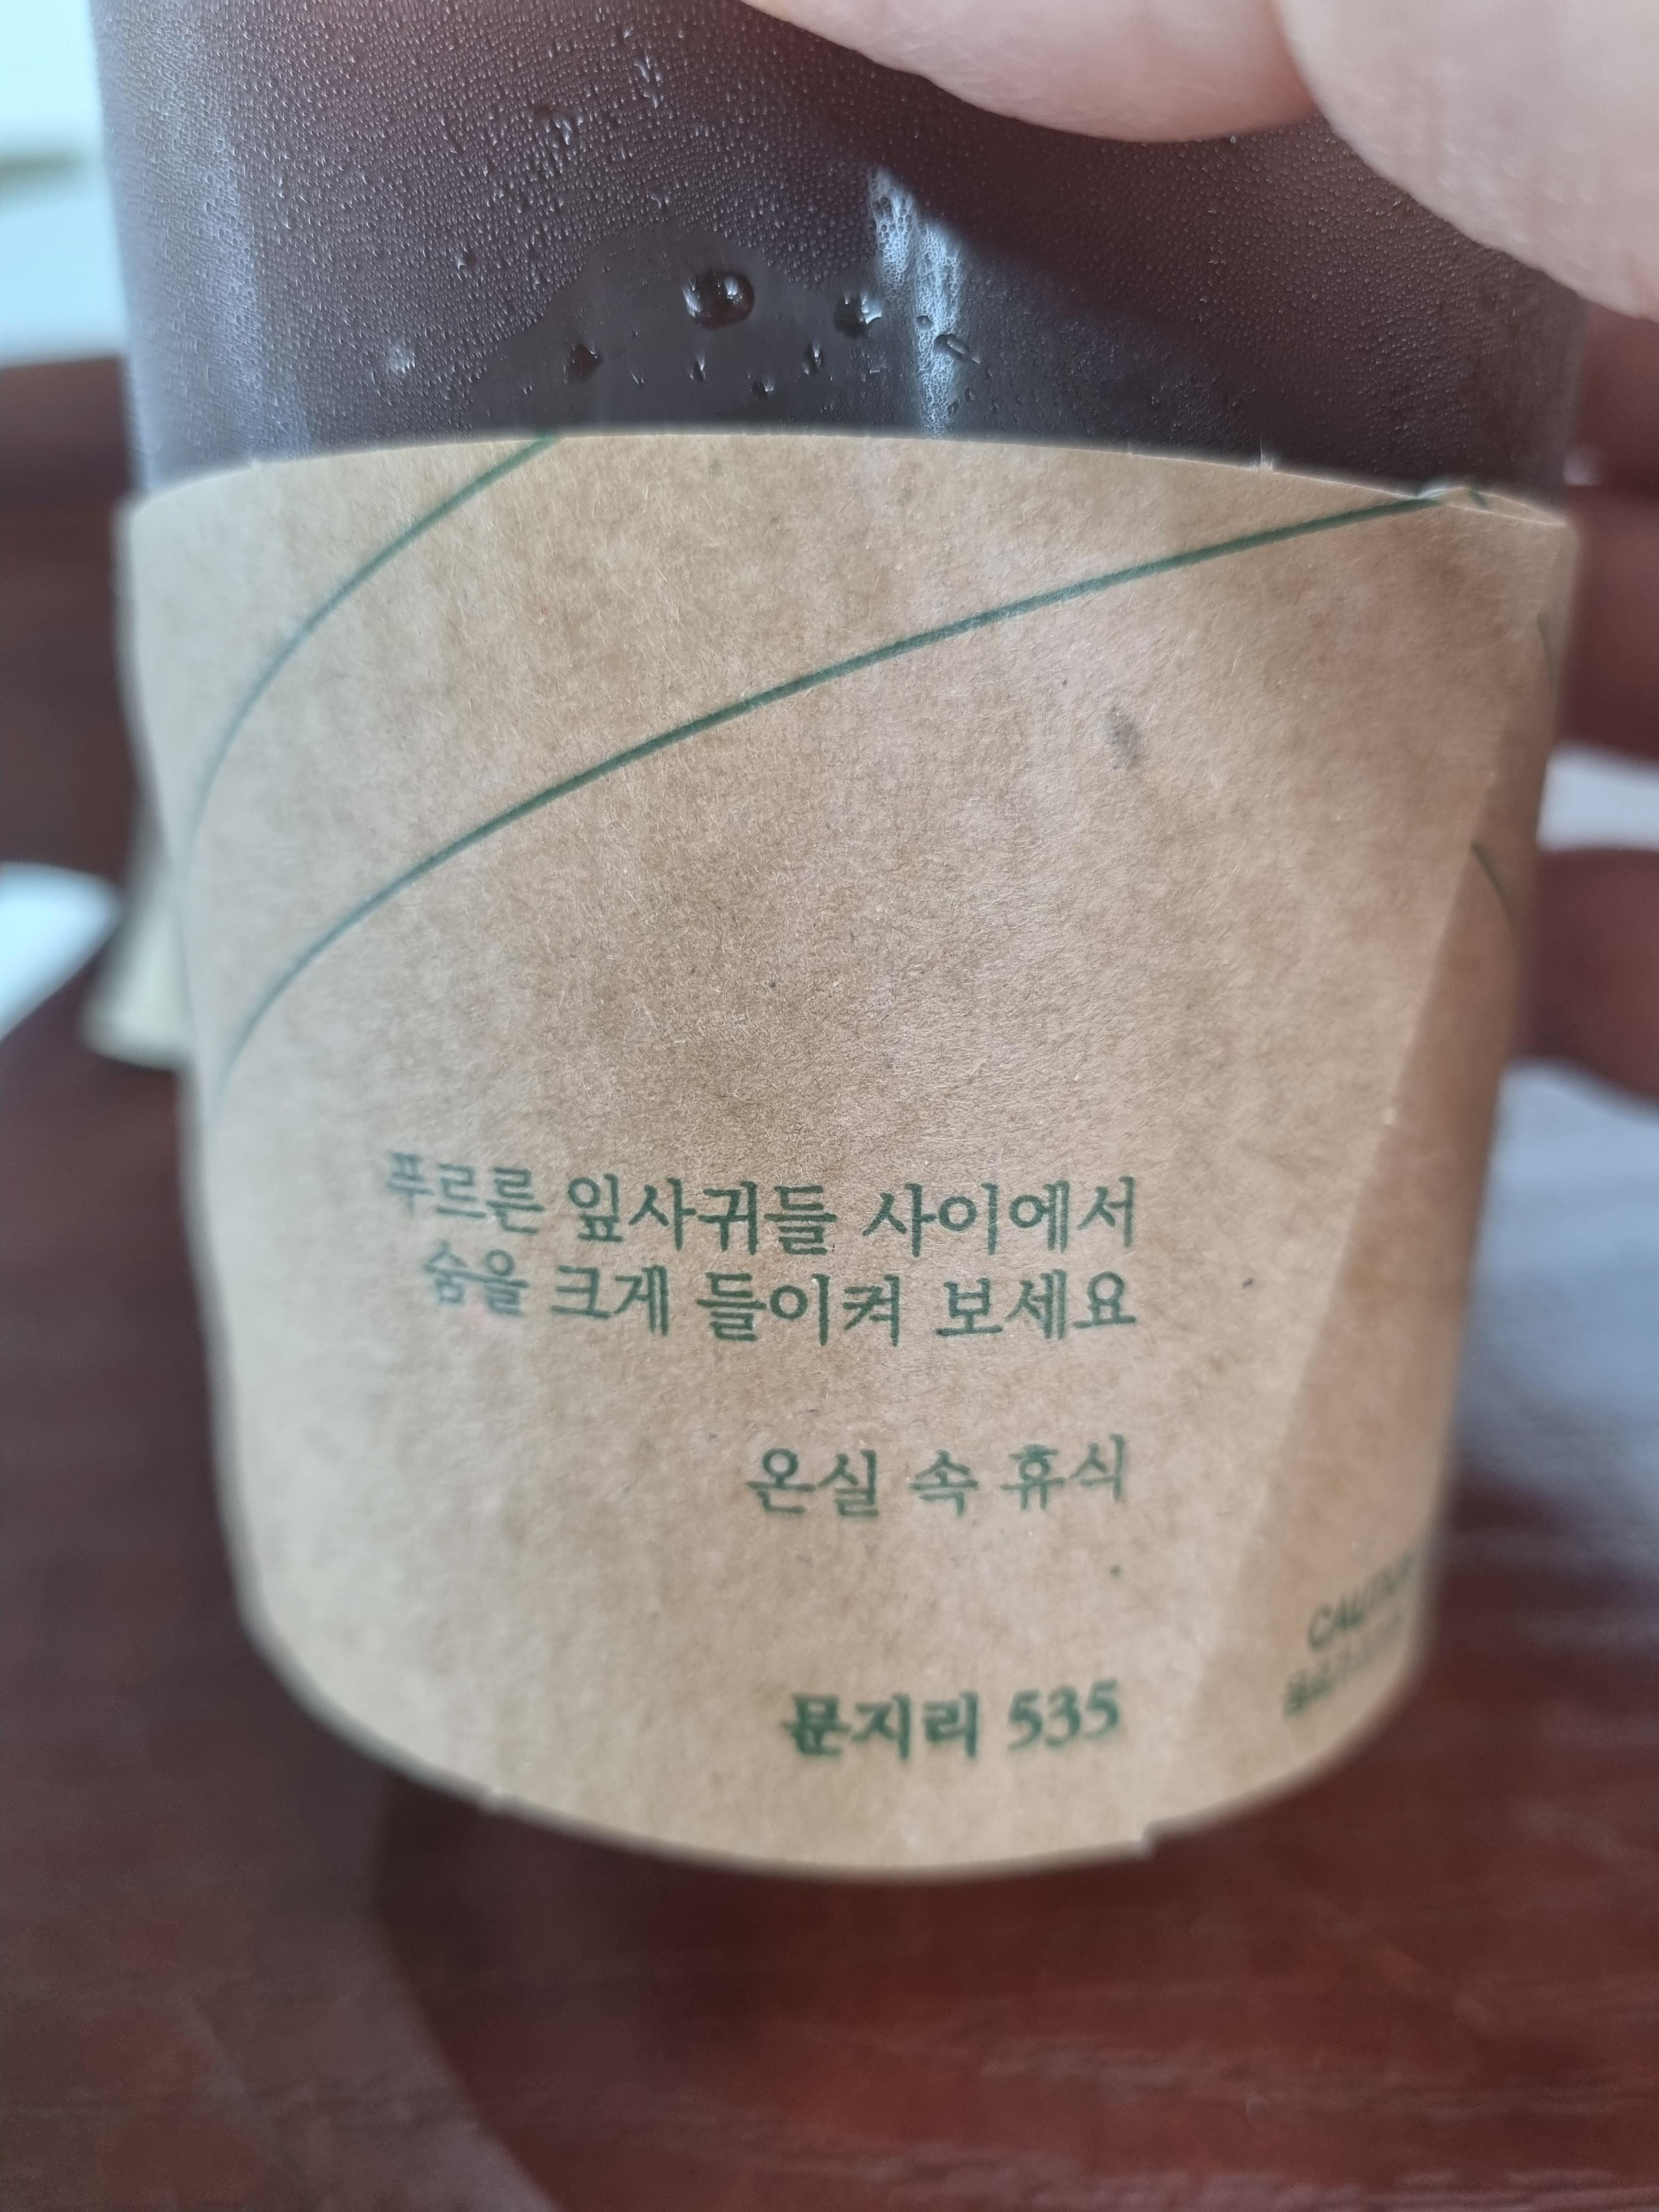 푸르른 잎사귀들 사이에서
숨을 크게 들이켜 보세요
온실 속 휴식
문지리 535